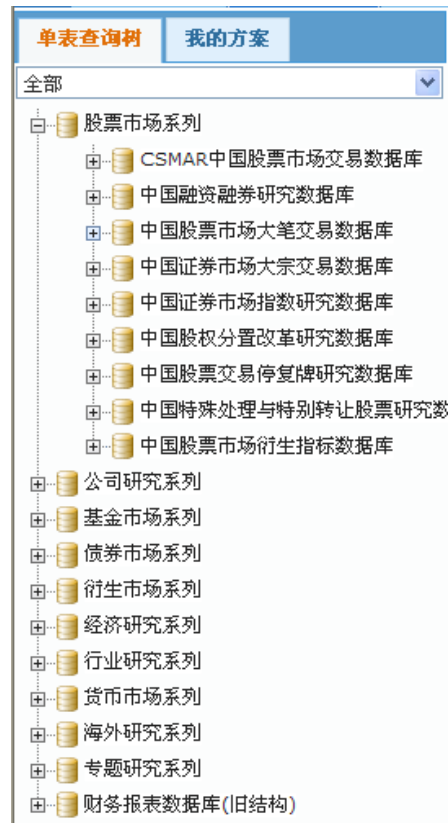 单表查询树 我的方案
全部
股票市场系列
CSMAR中国股票市场交易数据库
中国融资融券研究数据库
中国股票市场大笔交易数据库
中国证券市场大宗交易数据库
中国证券市场指数研究数据库
中国股权分置改革研究数据库
中国股票交易停复牌研究数据库
中国特殊处理与特别转让股票研究数
中国股票市场衍生指标数据库
公司研究系列
基金市场系列
债券市场系列
衍生市场系列
经济研究系列
行业研究系列
货币市场系列
海外研究系列
专题研究系列
财务报表数据库(旧结构)